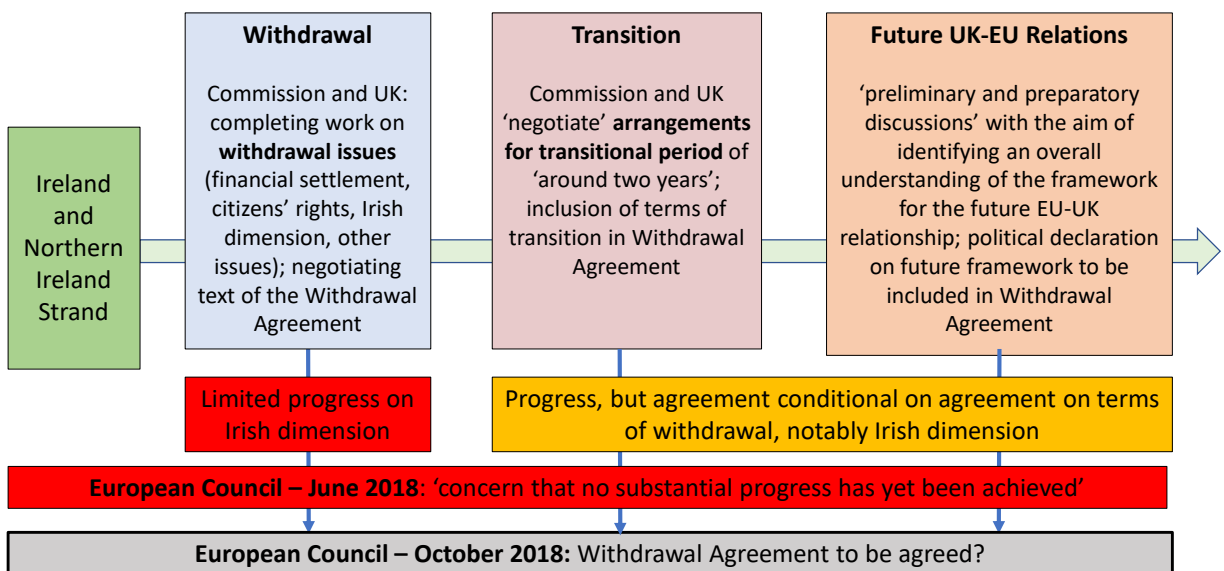 Ireland
and
Northern
Ireland
Strand
Withdrawal
Commission and UK:
completing work on
withdrawal issues
(financial settlement,
citizens’ rights, Irish
dimension, other
issues); negotiating
text of the Withdrawal
Agreement
Transition
Commission and UK
‘negotiate’ arrangements
for transitional period of
‘around two years’;
inclusion of terms of
transition in Withdrawal
Agreement
Future UK-EU Relations
‘preliminary and preparatory
discussions’ with the aim of
identifying an overall
understanding of the framework
for the future EU-UK
relationship; political declaration
on future framework to be
included in Withdrawal
Agreement
Limited progress on
Irish dimension
Progress, but agreement conditional on agreement on terms
of withdrawal, notably Irish dimension
European Council – June 2018: ‘concern that no substantial progress has yet been achieved’
European Council – October 2018: Withdrawal Agreement to be agreed?